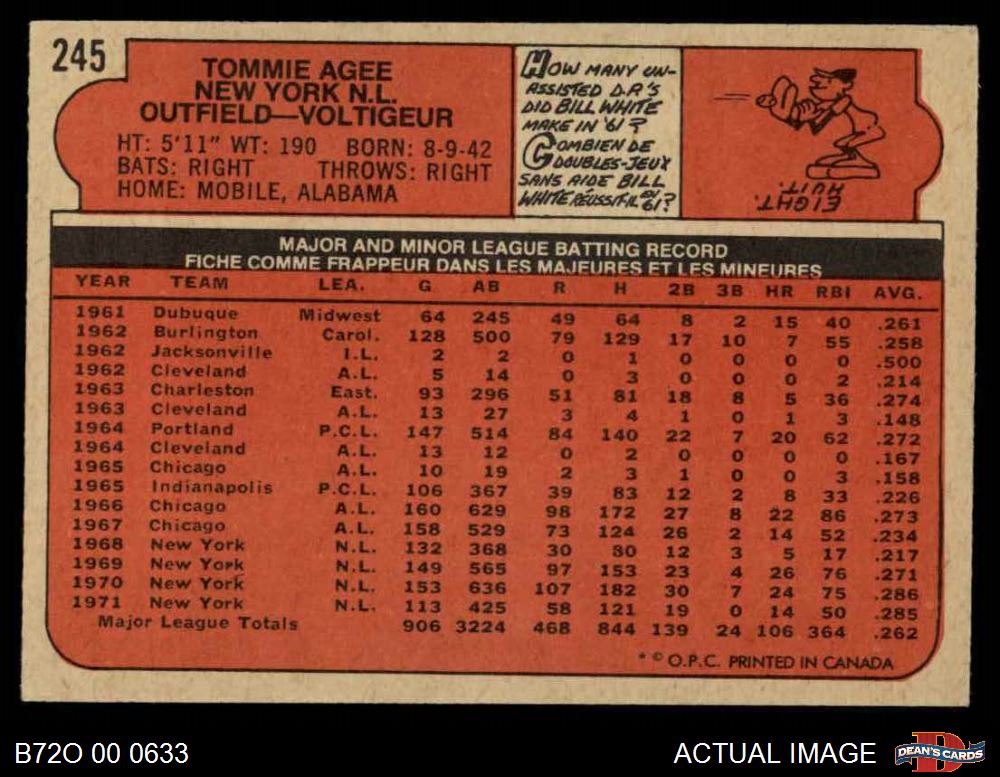 245
TOMMIE AGEE
NEW YORK N.L.
OUTFIELD—VOLTIGEUR
HT: 5'11" WT: 190 BORN: 8-9-42
BATS: RIGHT THROWS: RIGHT
HOME: MOBILE, ALABAMA
HOW MANY UN-
ASSISTED D.P.'S
DID BILL WHITE
MAKE IN '61?
COMBIEN DE
DOUBLES-JEUX
SANS AIDE BILL
WHITE RÉUSSIT-IL EN
61?
EIGHT.
HUIT.
MAJOR AND MINOR LEAGUE BATTING RECORD
FICHE COMME FRAPPEUR DANS LES MAJEURES ET LES MINEURES
YEAR TEAM LEA. G AB R H 2B 3B HR RBI AVG.
1961 Dubuque Midwest 64 245 49 64 8 2 15 40 .261
1962 Burlington Carol. 128 500 79 129 17 10 7 55 .258
1962 Jacksonville I.L. 2 2 0 1 0 0 0 0 .500
1962 Cleveland A.L. 5 14 0 3 0 0 0 2 .214
1963 Charleston East. 93 296 51 81 18 8 5 36 .274
1963 Cleveland A.L. 13 27 3 4 1 0 1 3 .148
1964 Portland P.C.L. 147 514 84 140 22 7 20 62 .272
1964 Cleveland A.L. 13 12 0 2 0 0 0 0 .167
1965 Chicago A.L. 10 19 2 3 1 0 0 3 .158
1965 Indianapolis P.C.L. 106 367 39 83 12 2 8 33 .226
1966 Chicago A.L. 160 629 98 172 27 8 22 86 .273
1967 Chicago A.L. 158 529 73 124 26 2 14 52 .234
1968 New York N.L. 132 368 30 80 12 3 5 17 .217
1969 New York N.L. 149 565 97 153 23 4 26 76 .271
1970 New York N.L. 153 636 107 182 30 7 24 75 .286
1971 New York N.L. 113 425 58 121 19 0 14 50 .285
Major League Totals 906 3224 468 844 139 24 106 364 .262
* © O.P.C. PRINTED IN CANADA
B72O 00 0633
ACTUAL IMAGE
DEAN'S CARDS